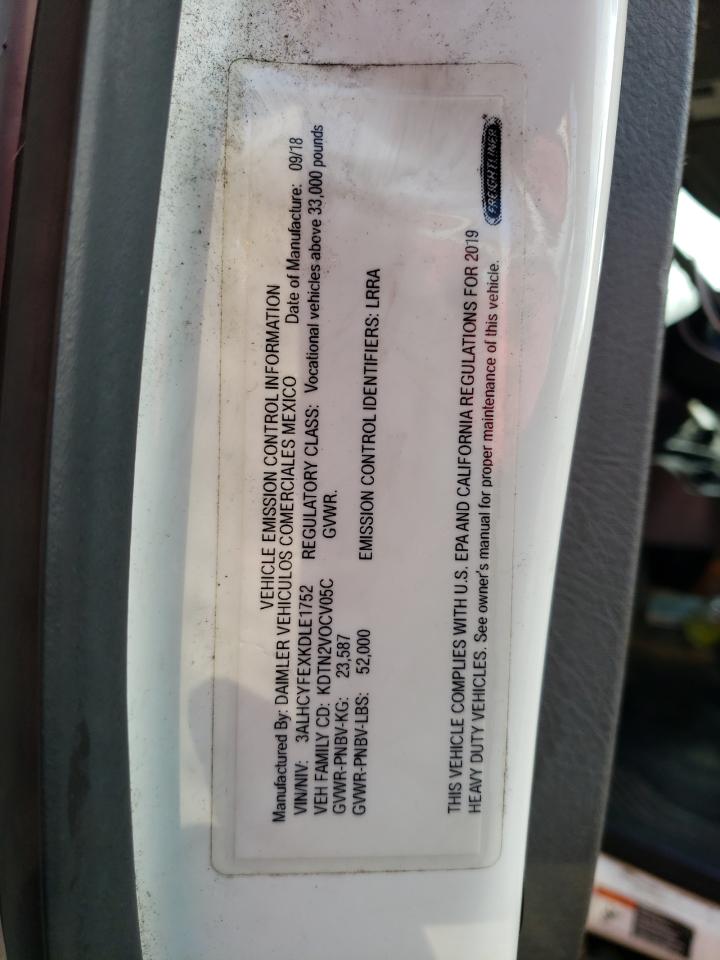 VEHICLE EMISSION CONTROL INFORMATION
Manufactured By: DAIMLER VEHICULOS COMERCIALES MEXICO Date of Manufacture: 09/18
VIN/NIV: 3ALHCYFEXKDLE1752 REGULATORY CLASS: Vocational vehicles above 33,000 pounds
VEH FAMILY CD: KDTN2VOCV05C GVWR.
GVWR-PNBV-KG: 23,587
GVWR-PNBV-LBS: 52,000 EMISSION CONTROL IDENTIFIERS: LRRA
THIS VEHICLE COMPLIES WITH U.S. EPA AND CALIFORNIA REGULATIONS FOR 2019
HEAVY DUTY VEHICLES. See owner's manual for proper maintenance of this vehicle.
FREIGHTLINER